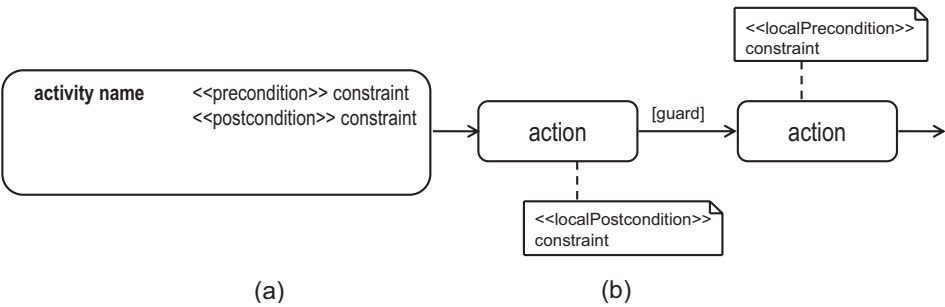 <<localPrecondition>>
constraint
activity name <<precondition>> constraint
<<postcondition>> constraint
action
[guard]
action
<<localPostcondition>>
constraint
(a)
(b)